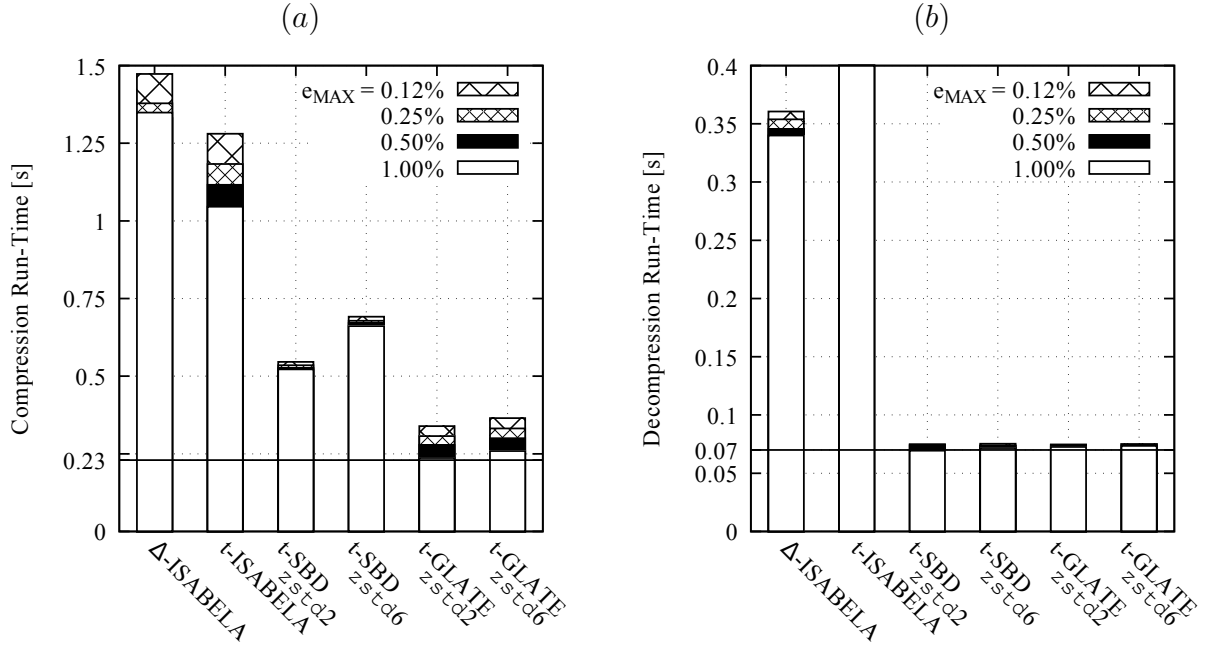 (a)
Compression Run-Time [s]
1.5
1.25
1
0.75
0.5
0.23
0
e_MAX = 0.12%
0.25%
0.50%
1.00%
Δ-ISABELA
t-ISABELA
t-SBD
zstd2
t-SBD
zstd6
t-GLATE
zstd2
t-GLATE
zstd6
(b)
Decompression Run-Time [s]
0.4
0.35
0.3
0.25
0.2
0.15
0.1
0.07
0.05
0
e_MAX = 0.12%
0.25%
0.50%
1.00%
Δ-ISABELA
t-ISABELA
t-SBD
zstd2
t-SBD
zstd6
t-GLATE
zstd2
t-GLATE
zstd6